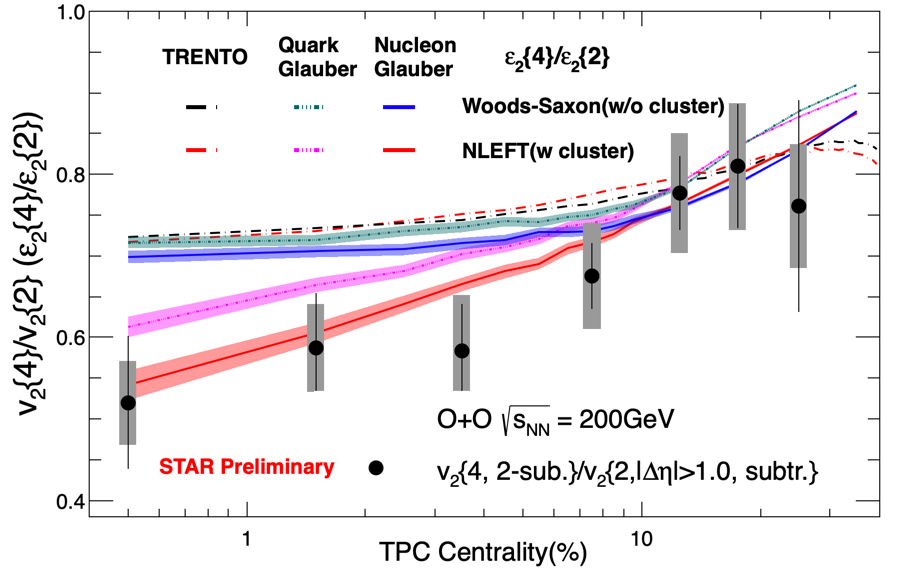 1.0
TRENTO Quark Glauber Nucleon Glauber ε₂{4}/ε₂{2}
Woods-Saxon(w/o cluster)
NLEFT(w cluster)
0.8
v₂{4}/v₂{2} (ε₂{4}/ε₂{2})
0.6
O+O √sNN = 200GeV
STAR Preliminary v₂{4, 2-sub.}/v₂{2,|Δη|>1.0, subtr.}
0.4
1 10
TPC Centrality(%)